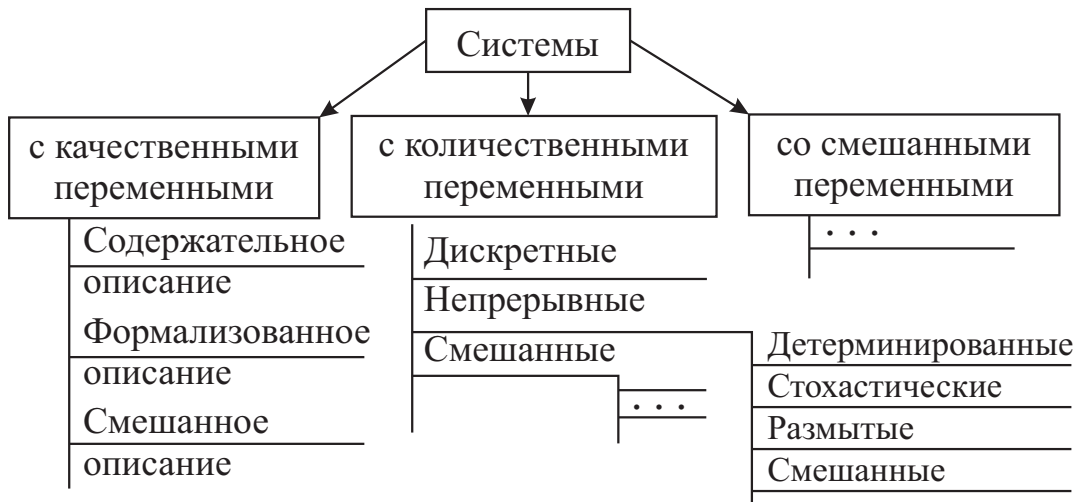 Системы
с качественными
переменными
Содержательное
описание
Формализованное
описание
Смешанное
описание
с количественными
переменными
Дискретные
Непрерывные
Смешанные
. . .
Детерминированные
Стохастические
Размытые
Смешанные
со смешанными
переменными
. . .